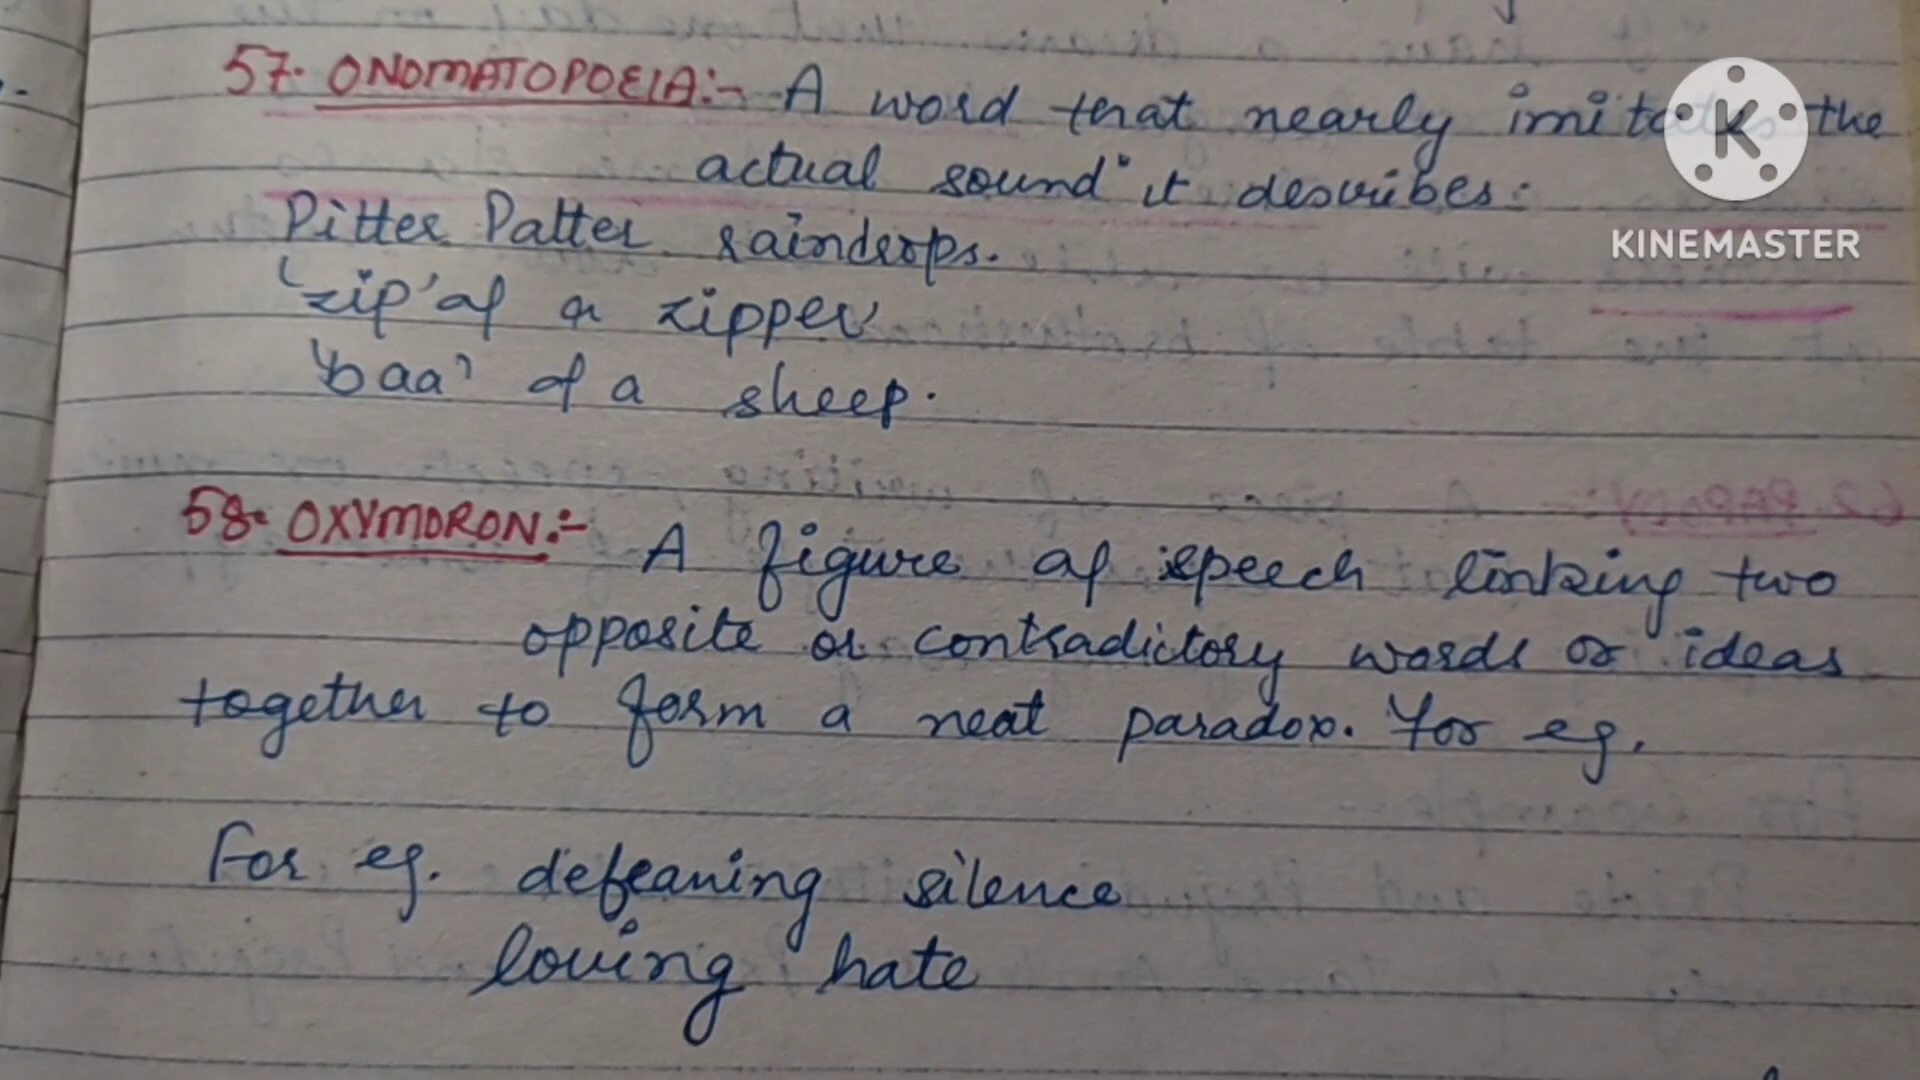 57. ONOMATOPOEIA:- A word that nearly imitates the
actual sound it describes:
Pitter Patter raindrops.
'zip' of a zipper
'baa' of a sheep.
58. OXYMORON:- A figure of speech linking two
opposite or contradictory words or ideas
together to form a neat paradox. For eg.
For eg. defeaning silence
loving hate
K
KINEMASTER